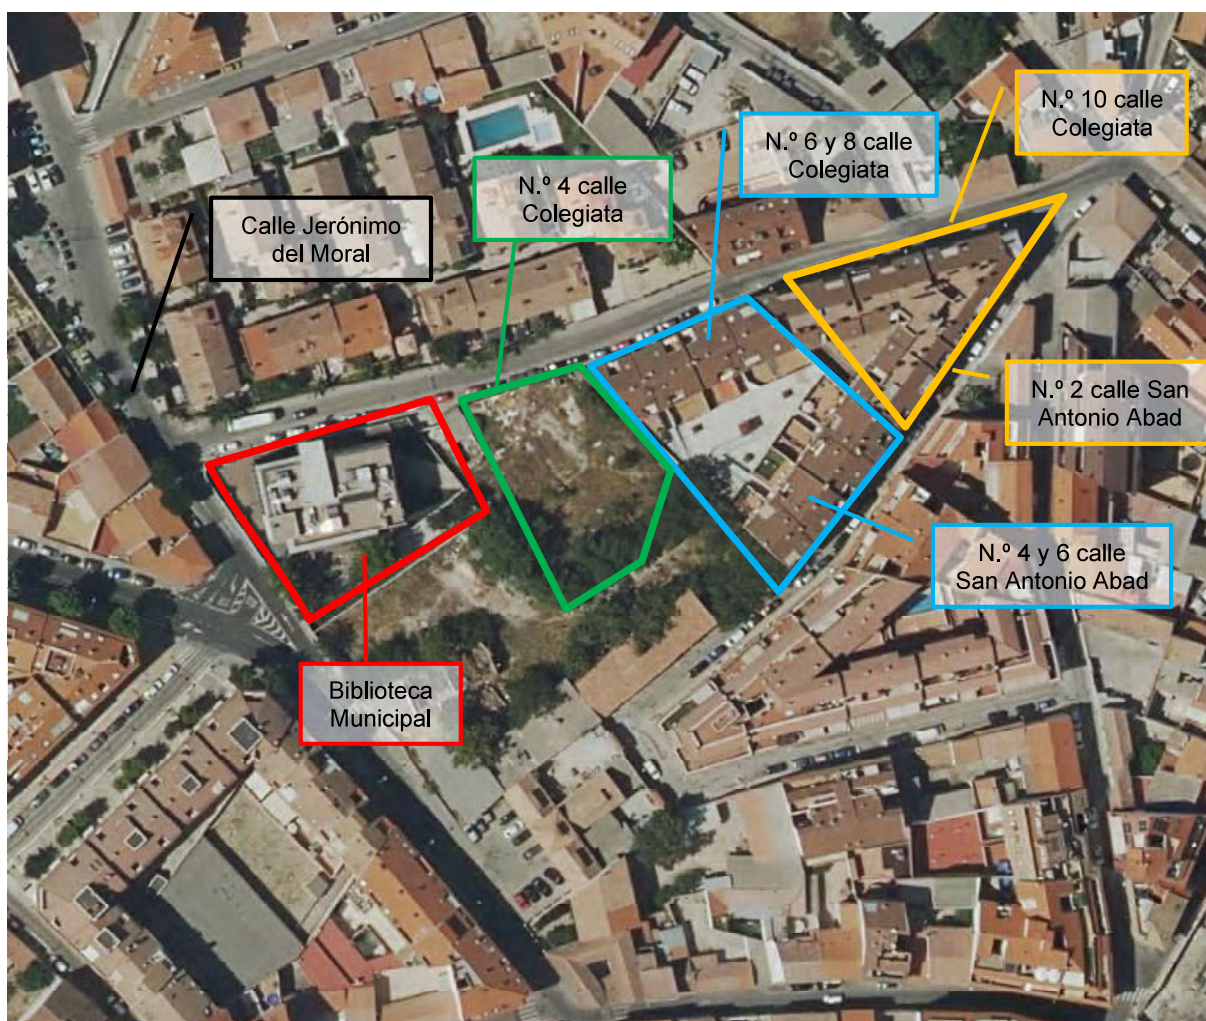 N.º 10 calle
Colegiata
N.º 6 y 8 calle
Colegiata
N.º 4 calle
Colegiata
Calle Jerónimo
del Moral
N.º 2 calle San
Antonio Abad
N.º 4 y 6 calle
San Antonio Abad
Biblioteca
Municipal